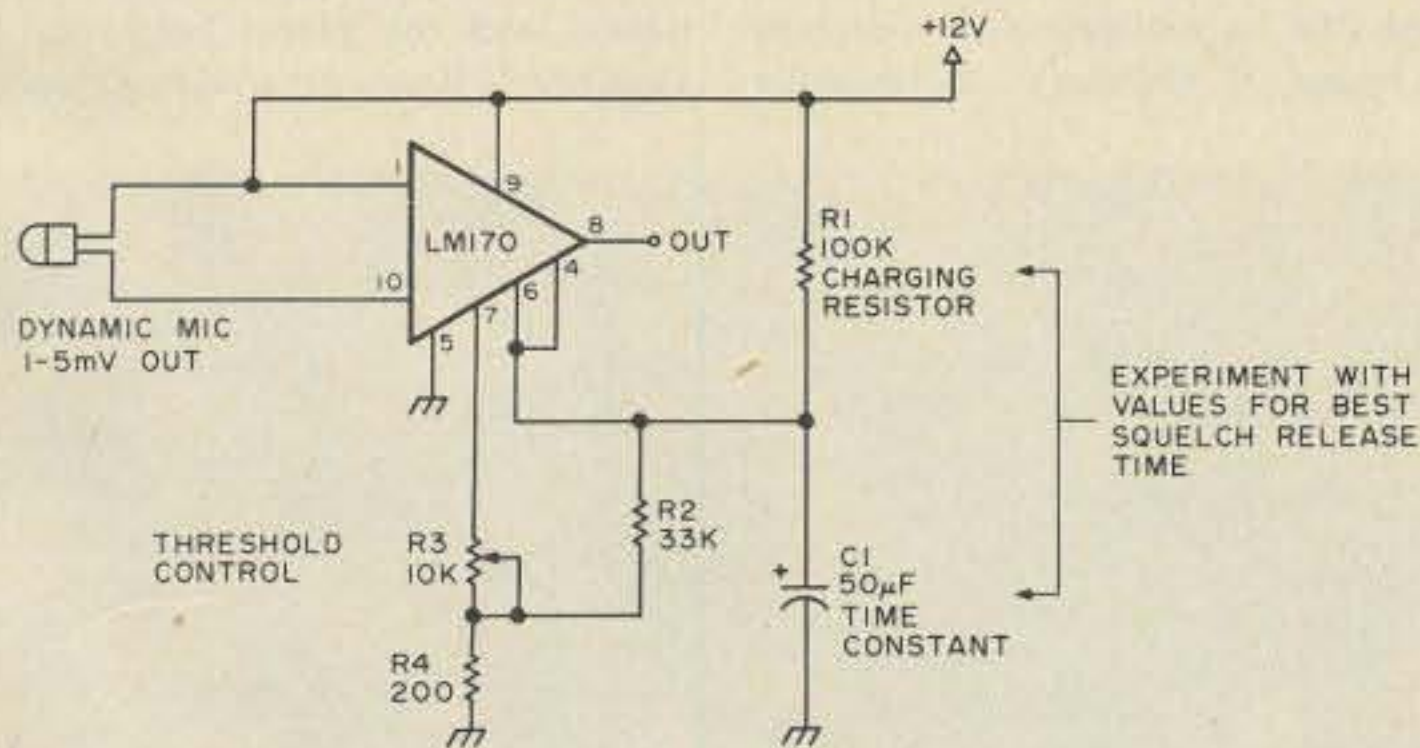 +12V
1
9
LM170
8
OUT
4
10
6
7
5
DYNAMIC MIC
1-5mV OUT
R1
100K
CHARGING
RESISTOR
EXPERIMENT WITH
VALUES FOR BEST
SQUELCH RELEASE
TIME
THRESHOLD
CONTROL
R3
10K
R2
33K
+
C1
50µF
TIME
CONSTANT
R4
200